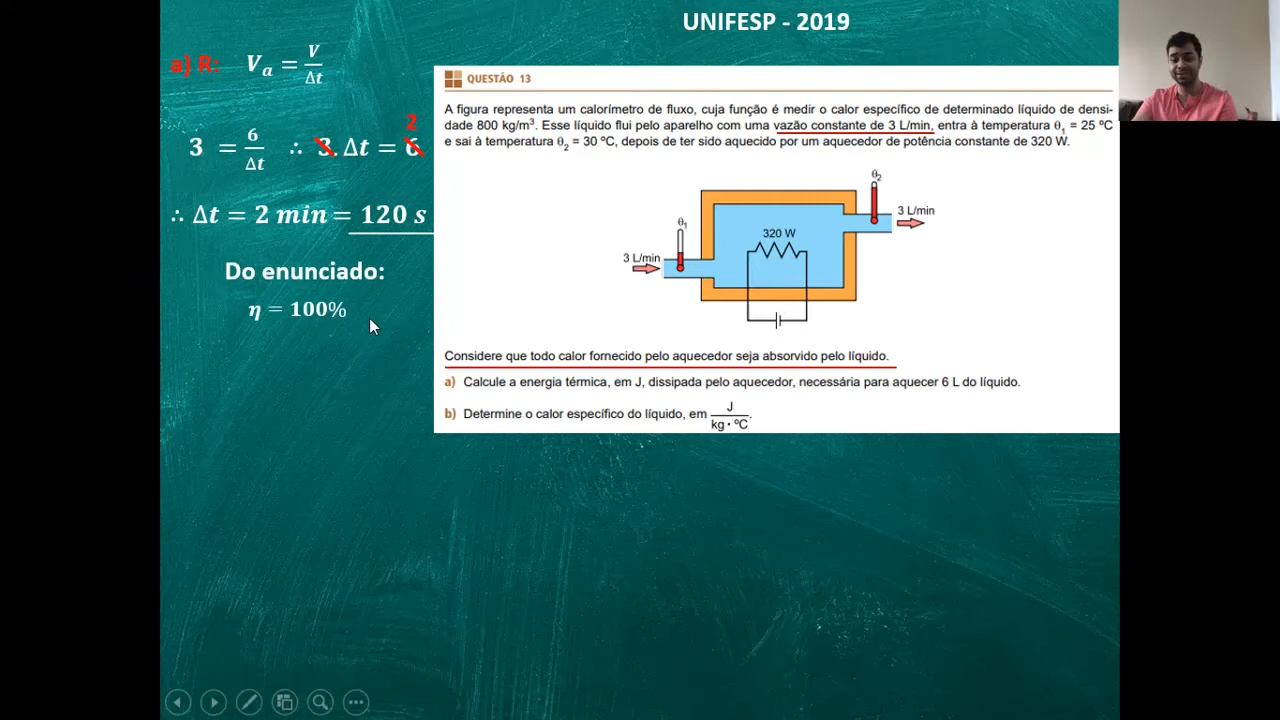 UNIFESP - 2019
a) R: Vₐ = V/Δt
3 = 6/Δt ∴ 3. Δt = 6 2
∴ Δt = 2 min = 120 s
Do enunciado:
η = 100%
QUESTÃO 13
A figura representa um calorímetro de fluxo, cuja função é medir o calor específico de determinado líquido de densi-
dade 800 kg/m³. Esse líquido flui pelo aparelho com uma vazão constante de 3 L/min, entra à temperatura θ₁ = 25 ºC
e sai à temperatura θ₂ = 30 ºC, depois de ter sido aquecido por um aquecedor de potência constante de 320 W.
θ₂
3 L/min
θ₁
320 W
3 L/min
Considere que todo calor fornecido pelo aquecedor seja absorvido pelo líquido.
a) Calcule a energia térmica, em J, dissipada pelo aquecedor, necessária para aquecer 6 L do líquido.
b) Determine o calor específico do líquido, em J/(kg · ºC).